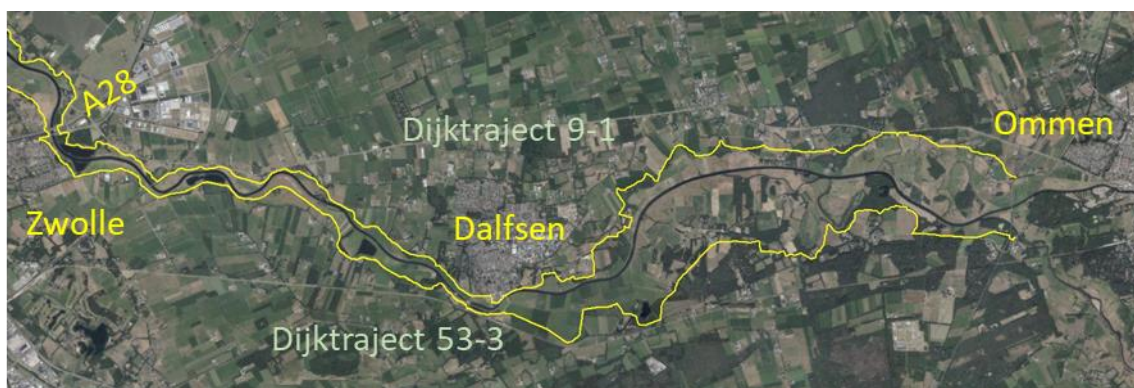 A28
Dijktraject 9-1
Ommen
Zwolle
Dalfsen
Dijktraject 53-3